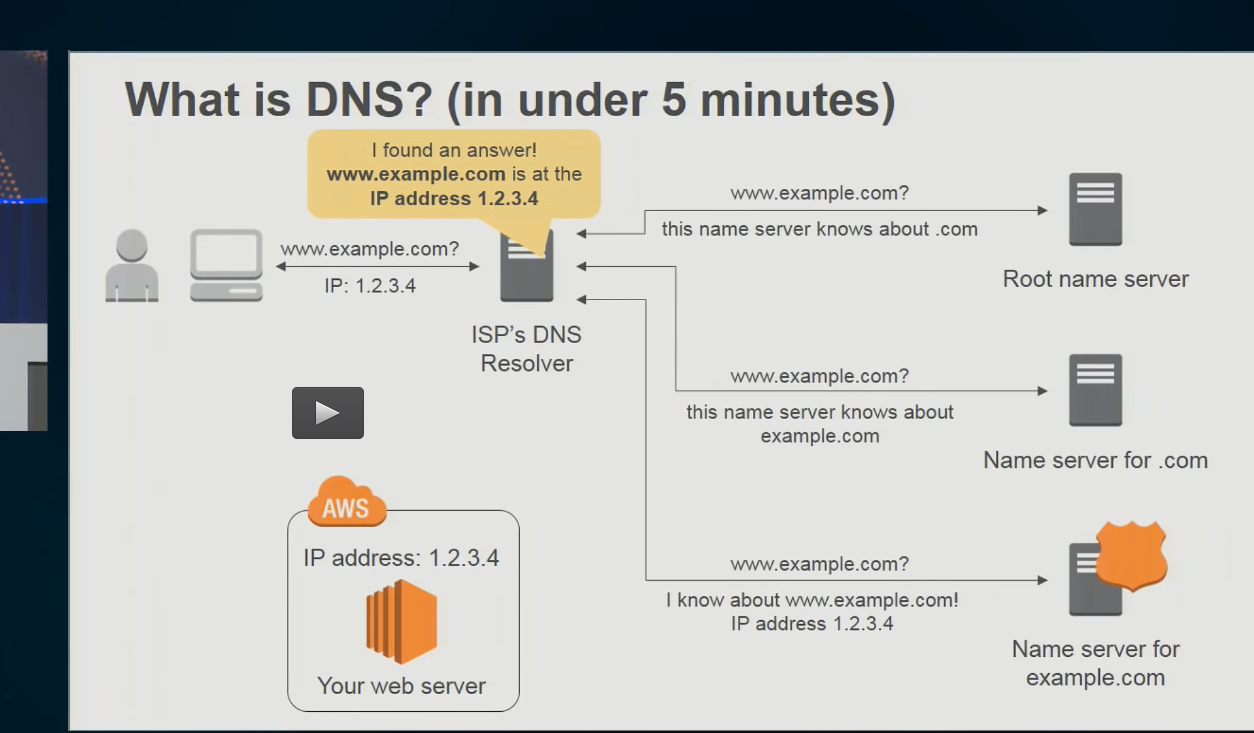 What is DNS? (in under 5 minutes)
I found an answer!
www.example.com is at the
IP address 1.2.3.4
www.example.com?
IP: 1.2.3.4
ISP's DNS
Resolver
www.example.com?
this name server knows about .com
Root name server
www.example.com?
this name server knows about
example.com
Name server for .com
AWS
IP address: 1.2.3.4
Your web server
www.example.com?
I know about www.example.com!
IP address 1.2.3.4
Name server for
example.com